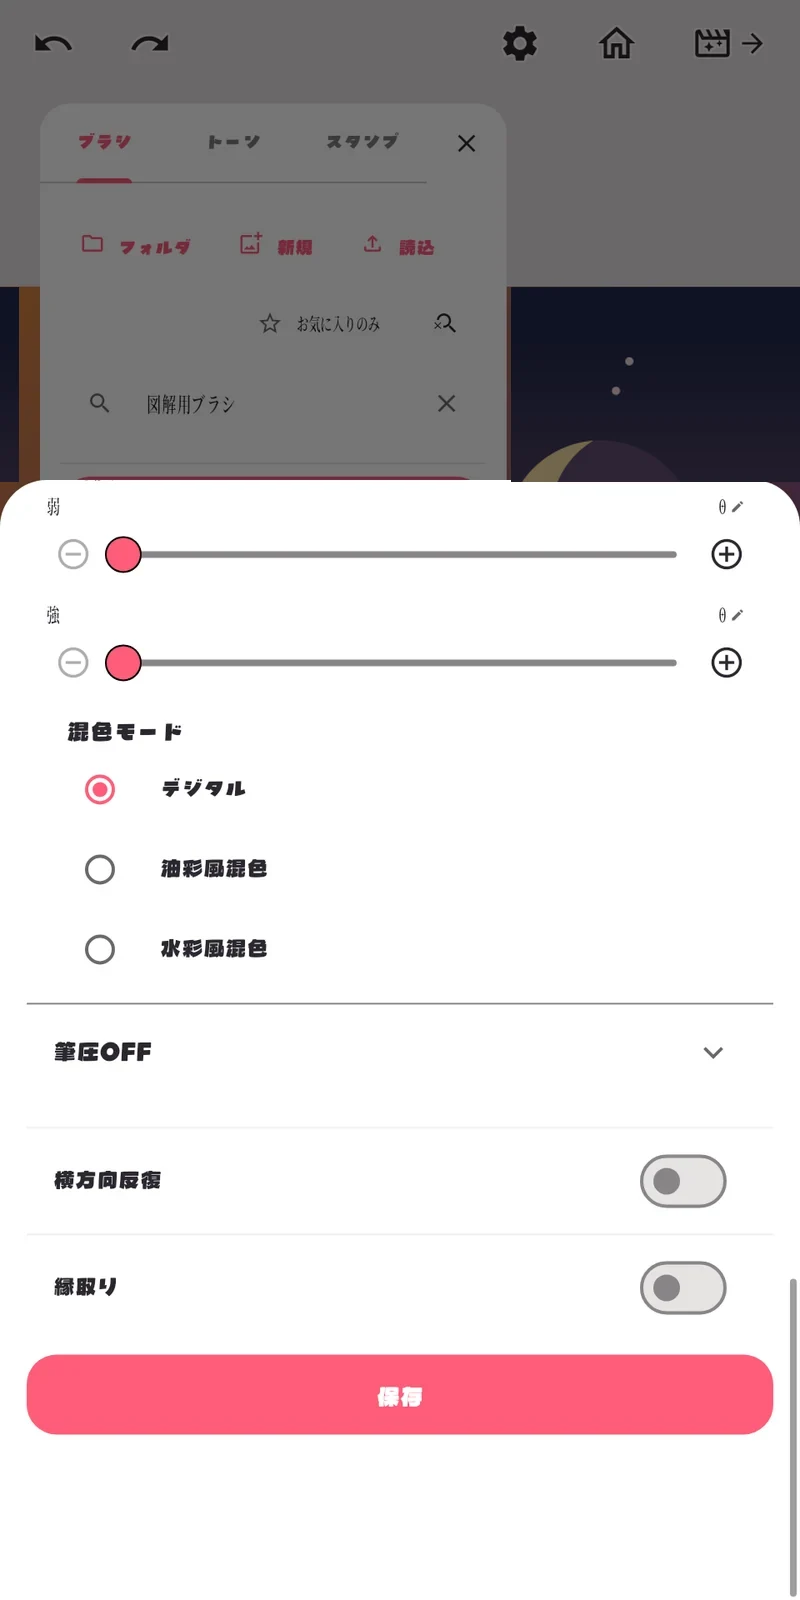 ブラシ トーン スタンプ
フォルダ 新規 読込
お気に入りのみ
図解用ブラシ
弱 0
強 0
混色モード
デジタル
油彩風混色
水彩風混色
筆圧OFF
横方向反復
縁取り
保存